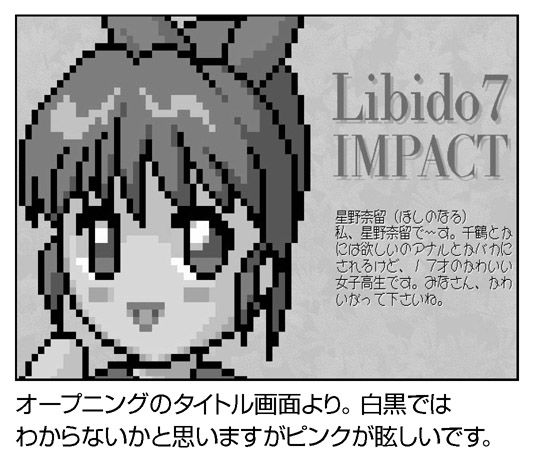 Libido7
IMPACT
星野奈留（ほしのなる）
私、星野奈留で～す。千鶴とか
には欲しいのアナルとかバカに
されるけど、17才のかわいい
女子高生です。みなさん、かわ
いがって下さいね。
オープニングのタイトル画面より。白黒では
わからないかと思いますがピンクが眩しいです。